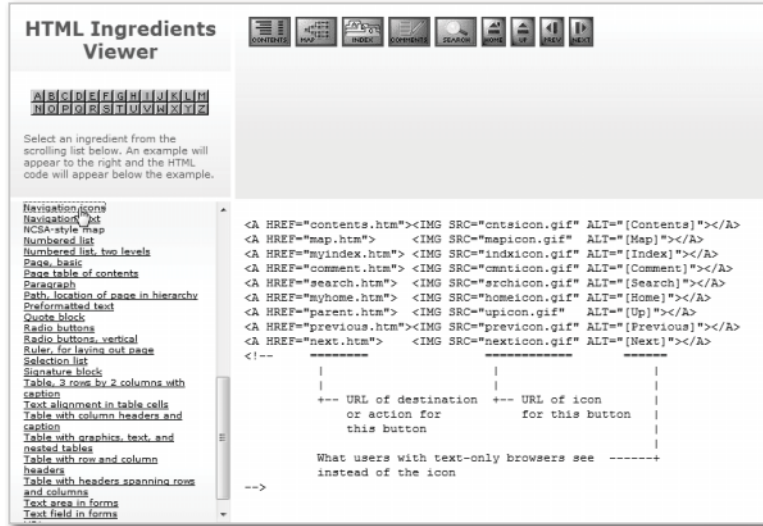 HTML Ingredients
Viewer
A B C D E F G H I J K L M
N O P Q R S T U V W X Y Z
Select an ingredient from the
scrolling list below. An example will
appear to the right and the HTML
code will appear below the example.
Navigation icons
Navigation text
NCSA-style map
Numbered list
Numbered list, two levels
Page, basic
Page table of contents
Paragraph
Path, location of page in hierarchy
Preformatted text
Quote block
Radio buttons
Radio buttons, vertical
Ruler, for laying out page
Selection list
Signature block
Table, 3 rows by 2 columns with
caption
Text alignment in table cells
Table with column headers and
caption
Table with graphics, text, and
nested tables
Table with row and column
headers
Table with headers spanning rows
and columns
Text area in forms
Text field in forms
CONTENTS MAP INDEX COMMENTS SEARCH HOME UP PREV NEXT
<A HREF="contents.htm"><IMG SRC="cntsicon.gif" ALT="[Contents]"></A>
<A HREF="map.htm"> <IMG SRC="mapicon.gif" ALT="[Map]"></A>
<A HREF="myindex.htm"> <IMG SRC="indxicon.gif" ALT="[Index]"></A>
<A HREF="comment.htm"> <IMG SRC="cmnticon.gif" ALT="[Comment]"></A>
<A HREF="search.htm"> <IMG SRC="srchicon.gif" ALT="[Search]"></A>
<A HREF="myhome.htm"> <IMG SRC="homeicon.gif" ALT="[Home]"></A>
<A HREF="parent.htm"> <IMG SRC="upicon.gif" ALT="[Up]"></A>
<A HREF="previous.htm"><IMG SRC="previcon.gif" ALT="[Previous]"></A>
<A HREF="next.htm"> <IMG SRC="nexticon.gif" ALT="[Next]"></A>
<!-- ======== ============ ======
| | |
| | |
+-- URL of destination +-- URL of icon |
or action for for this button |
this button |
|
What users with text-only browsers see ------+
instead of the icon
-->